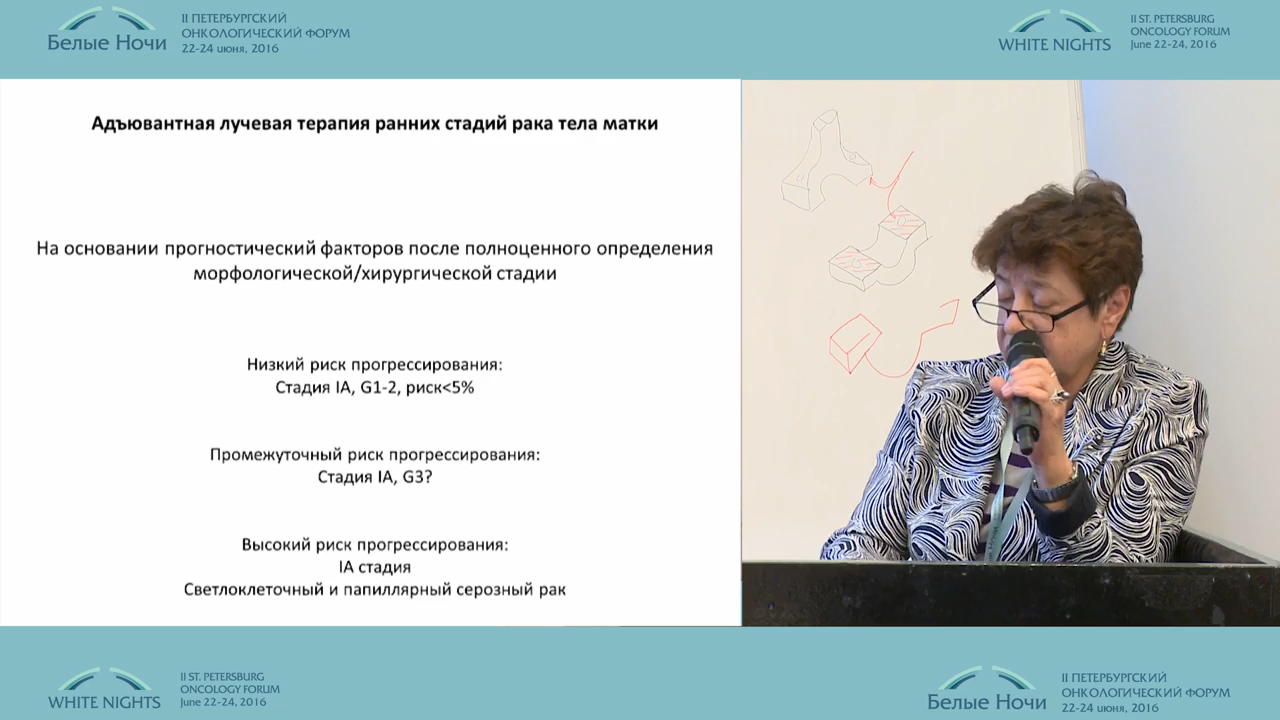 Белые Ночи
II ПЕТЕРБУРГСКИЙ
ОНКОЛОГИЧЕСКИЙ ФОРУМ
22-24 июня, 2016
WHITE NIGHTS
II ST. PETERSBURG
ONCOLOGY FORUM
June 22-24, 2016
Адъювантная лучевая терапия ранних стадий рака тела матки
На основании прогностический факторов после полноценного определения
морфологической/хирургической стадии
Низкий риск прогрессирования:
Стадия IA, G1-2, риск<5%
Промежуточный риск прогрессирования:
Стадия IA, G3?
Высокий риск прогрессирования:
IA стадия
Светлоклеточный и папиллярный серозный рак
WHITE NIGHTS
II ST. PETERSBURG
ONCOLOGY FORUM
June 22-24, 2016
Белые Ночи
II ПЕТЕРБУРГСКИЙ
ОНКОЛОГИЧЕСКИЙ ФОРУМ
22-24 июня, 2016